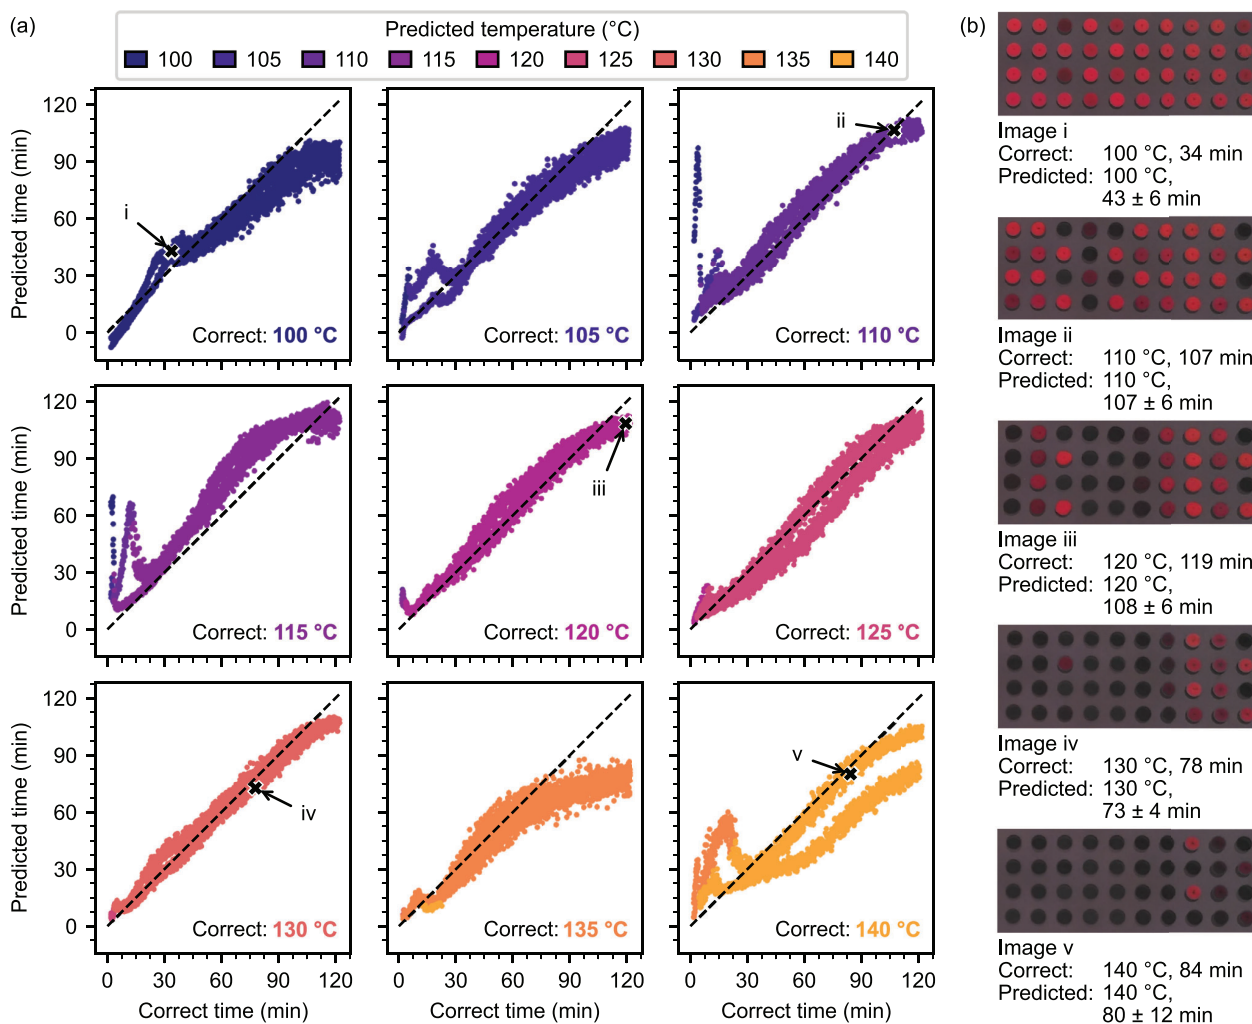 (a)
Predicted temperature (°C)
100 105 110 115 120 125 130 135 140
Predicted time (min)
120
90
60
30
0
i
Correct: 100 °C
Correct: 105 °C
ii
Correct: 110 °C
Predicted time (min)
120
90
60
30
0
Correct: 115 °C
iii
Correct: 120 °C
Correct: 125 °C
Predicted time (min)
120
90
60
30
0
iv
Correct: 130 °C
Correct: 135 °C
v
Correct: 140 °C
0 30 60 90 120
0 30 60 90 120
0 30 60 90 120
Correct time (min)
Correct time (min)
Correct time (min)
(b)
Image i
Correct: 100 °C, 34 min
Predicted: 100 °C,
43 ± 6 min
Image ii
Correct: 110 °C, 107 min
Predicted: 110 °C,
107 ± 6 min
Image iii
Correct: 120 °C, 119 min
Predicted: 120 °C,
108 ± 6 min
Image iv
Correct: 130 °C, 78 min
Predicted: 130 °C,
73 ± 4 min
Image v
Correct: 140 °C, 84 min
Predicted: 140 °C,
80 ± 12 min